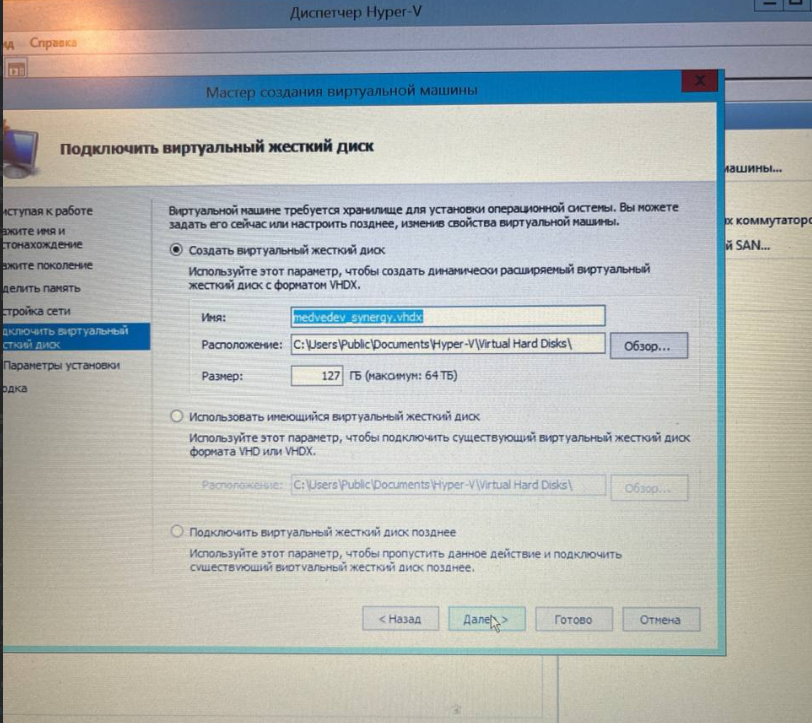 Диспетчер Hyper-V
Справка
Мастер создания виртуальной машины
X
Подключить виртуальный жесткий диск
ашины...
х коммутаторо
й SAN...
иступая к работе
ажите имя и
стонахождение
ажите поколение
делить память
стройка сети
дключить виртуальный
сткий диск
Параметры установки
одка
Виртуальной машине требуется хранилище для установки операционной системы. Вы можете
задать его сейчас или настроить позднее, изменив свойства виртуальной машины.
Создать виртуальный жесткий диск
Используйте этот параметр, чтобы создать динамически расширяемый виртуальный
жесткий диск с форматом VHDX.
Имя: medvedev_synergy.vhdx
Расположение: C:\Users\Public\Documents\Hyper-V\Virtual Hard Disks\ Обзор...
Размер: 127 ГБ (максимум: 64 ТБ)
Использовать имеющийся виртуальный жесткий диск
Используйте этот параметр, чтобы подключить существующий виртуальный жесткий диск
формата VHD или VHDX.
Расположение: C:\Users\Public\Documents\Hyper-V\Virtual Hard Disks\ Обзор...
Подключить виртуальный жесткий диск позднее
Используйте этот параметр, чтобы пропустить данное действие и подключить
существующий виртуальный жесткий диск позднее.
< Назад Далее > Готово Отмена